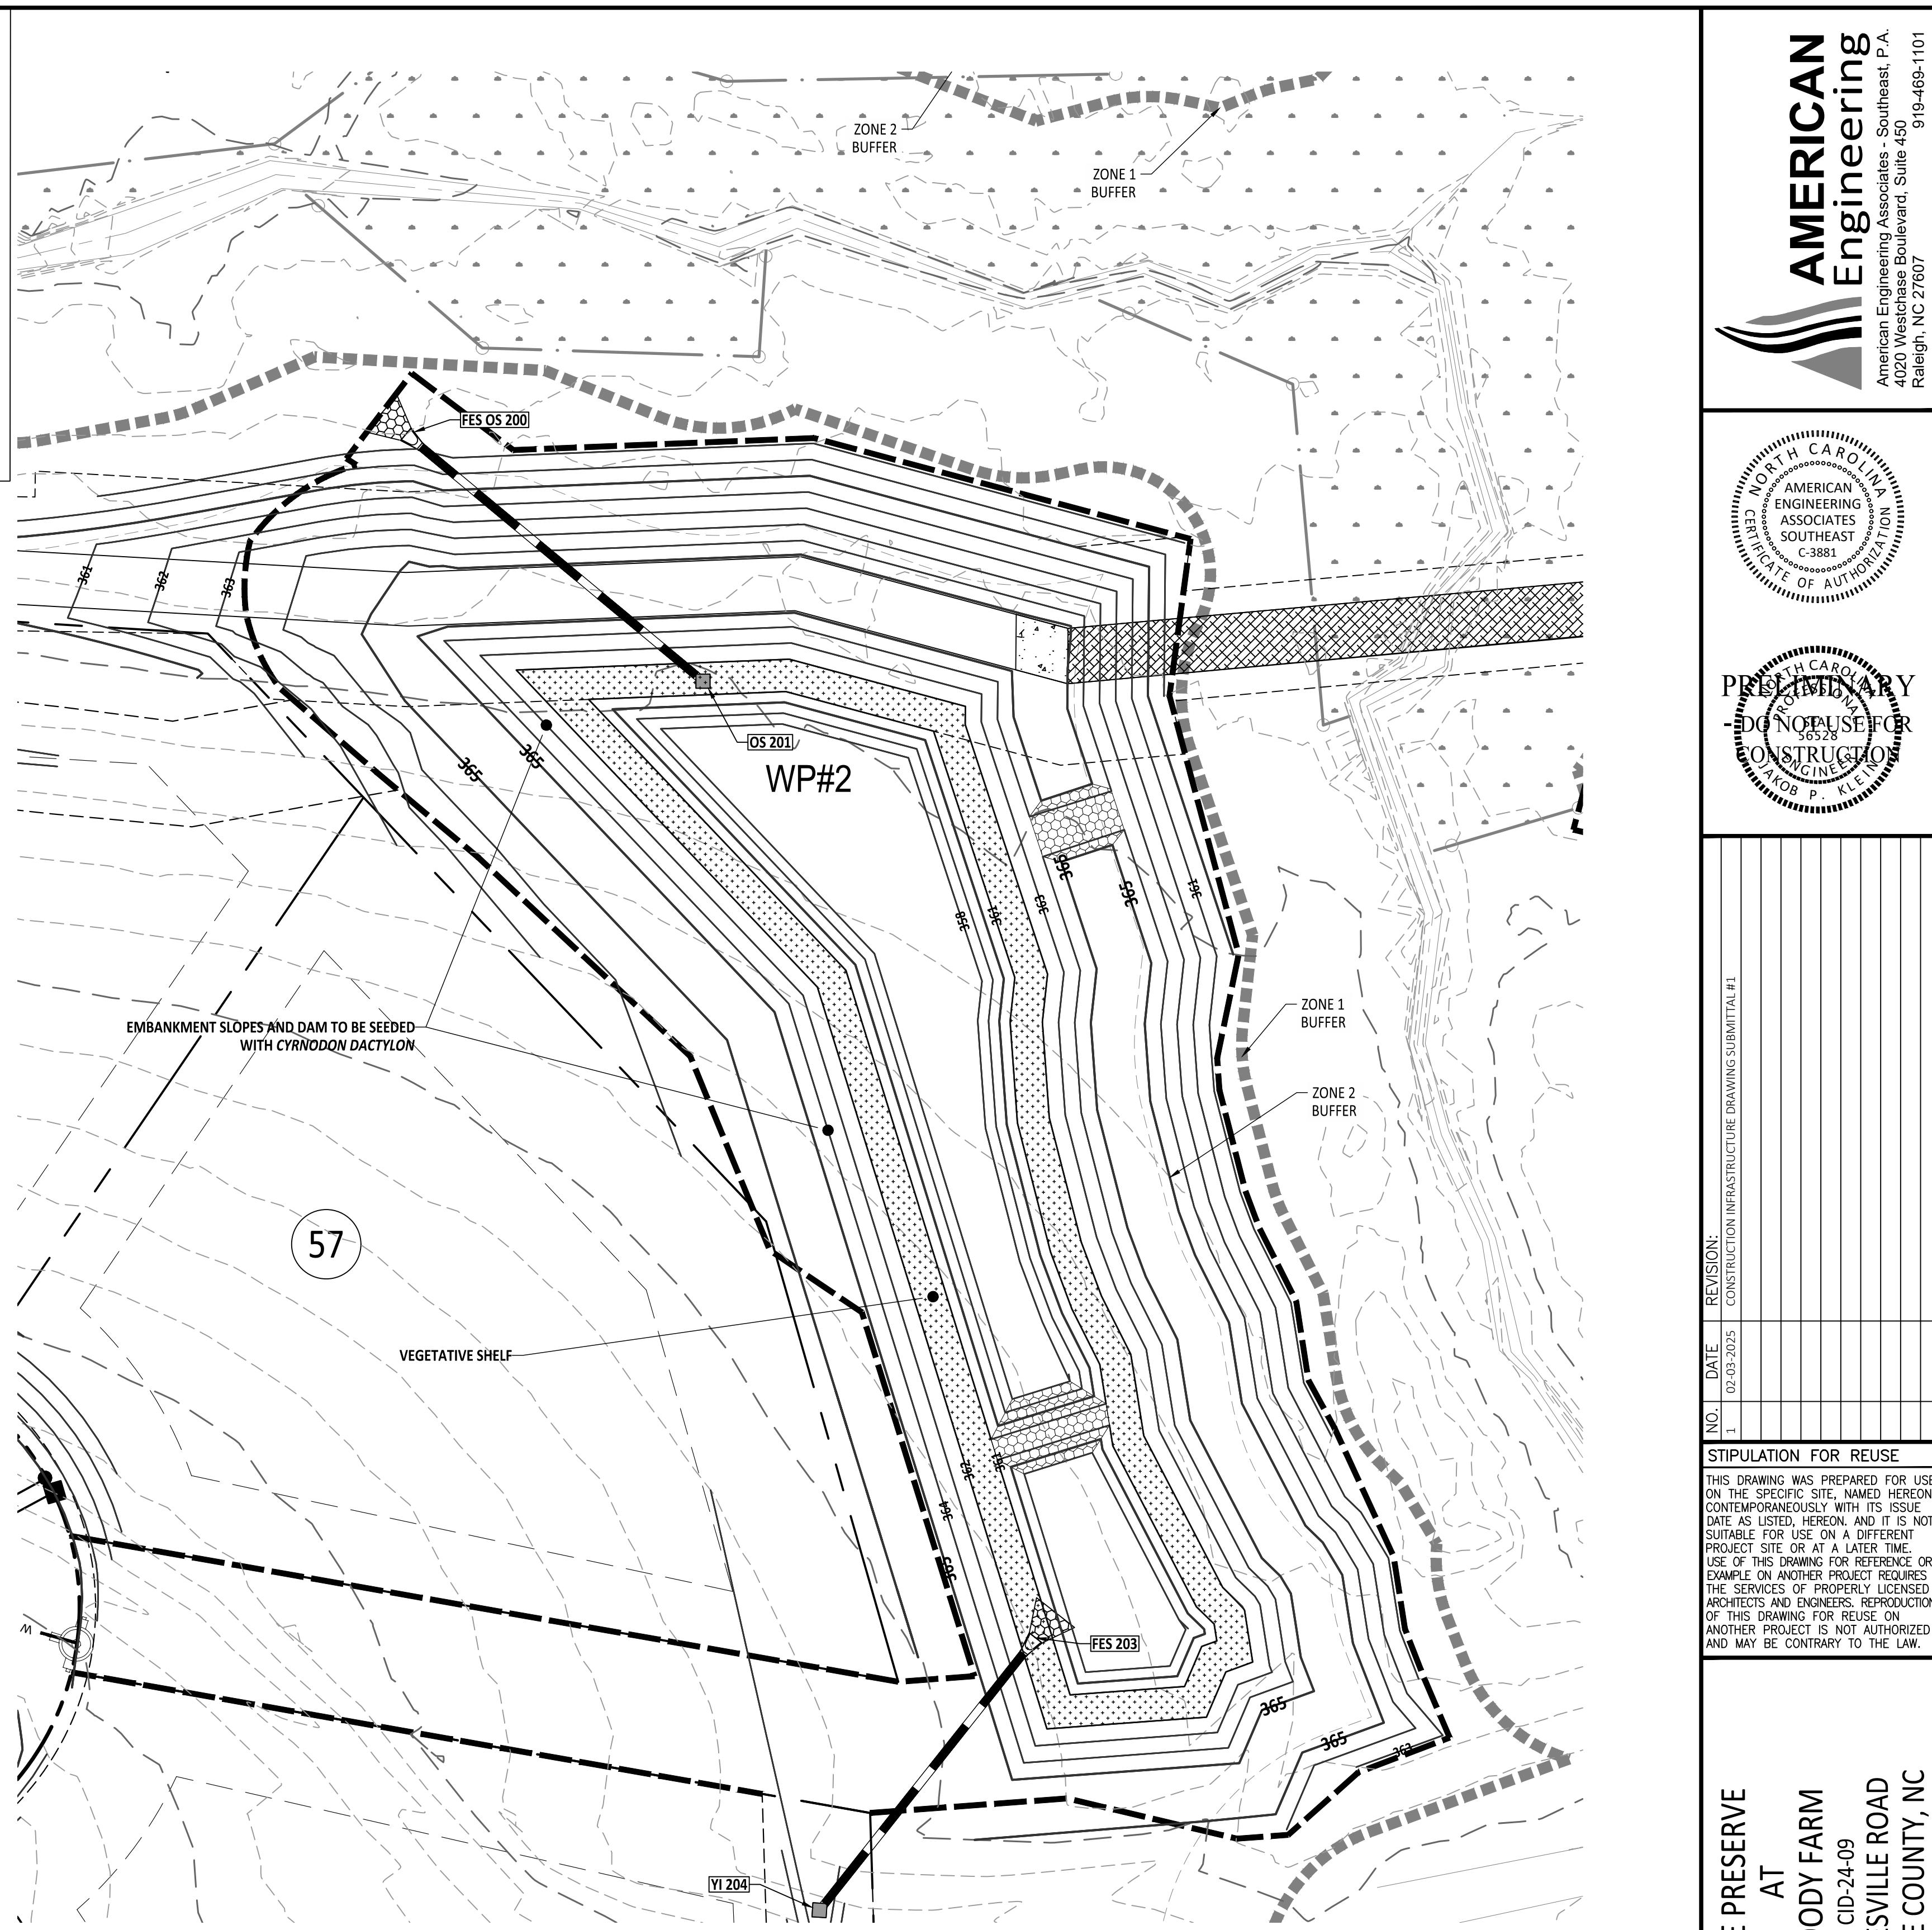 ZONE 2
BUFFER
ZONE 1
BUFFER
FES OS 200
361
362
363
OS 201
WP#2
365
365
365
365
358
361
363
361
ZONE 1
BUFFER
ZONE 2
BUFFER
EMBANKMENT SLOPES AND DAM TO BE SEEDED
WITH CYRNODON DACTYLON
57
VEGETATIVE SHELF
362
361
364
365
W
FES 203
365
365
363
YI 204
AMERICAN
Engineering
American Engineering Associates - Southeast, P.A.
4020 Westchase Boulevard, Suite 450
Raleigh, NC 27607 919-469-1101
NORTH CAROLINA
CERTIFICATE OF AUTHORIZATION
AMERICAN
ENGINEERING
ASSOCIATES
SOUTHEAST
C-3881
PRELIMINARY
- DO NOT USE FOR
CONSTRUCTION
NORTH CAROLINA
PROFESSIONAL
SEAL
56528
ENGINEER
JAKOB P. KLEIN
NO. DATE REVISION:
1 02-03-2025 CONSTRUCTION INFRASTRUCTURE DRAWING SUBMITTAL #1
STIPULATION FOR REUSE
THIS DRAWING WAS PREPARED FOR USE
ON THE SPECIFIC SITE, NAMED HEREON
CONTEMPORANEOUSLY WITH ITS ISSUE
DATE AS LISTED, HEREON. AND IT IS NOT
SUITABLE FOR USE ON A DIFFERENT
PROJECT SITE OR AT A LATER TIME.
USE OF THIS DRAWING FOR REFERENCE OR
EXAMPLE ON ANOTHER PROJECT REQUIRES
THE SERVICES OF PROPERLY LICENSED
ARCHITECTS AND ENGINEERS. REPRODUCTION
OF THIS DRAWING FOR REUSE ON
ANOTHER PROJECT IS NOT AUTHORIZED
AND MAY BE CONTRARY TO THE LAW.
E PRESERVE
AT
OODY FARM
CID-24-09
ESVILLE ROAD
E COUNTY, NC